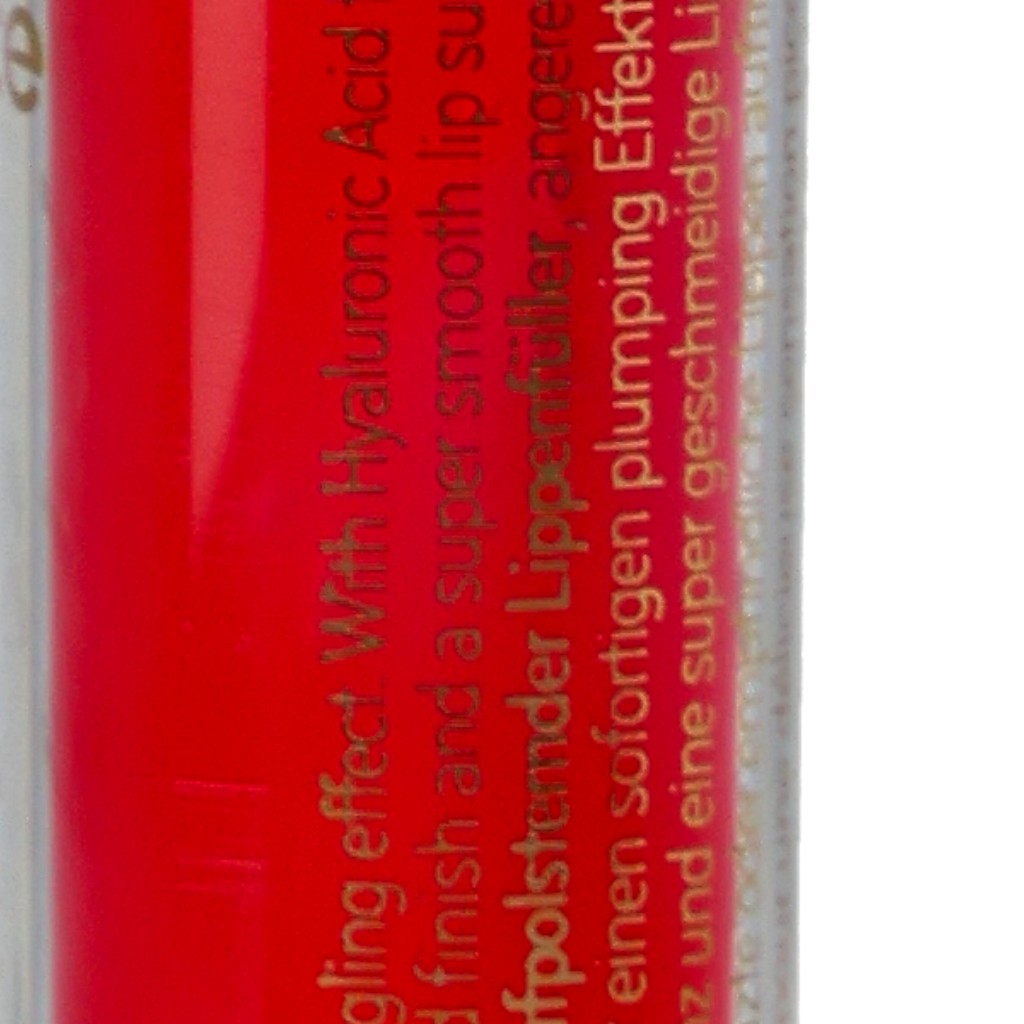 gling effect. With Hyaluronic Acid
finish and a super smooth lip su
fpolsternder Lippenfüller, angere
einen sofortigen plumping Effekt
nz und eine super geschmeidige Li